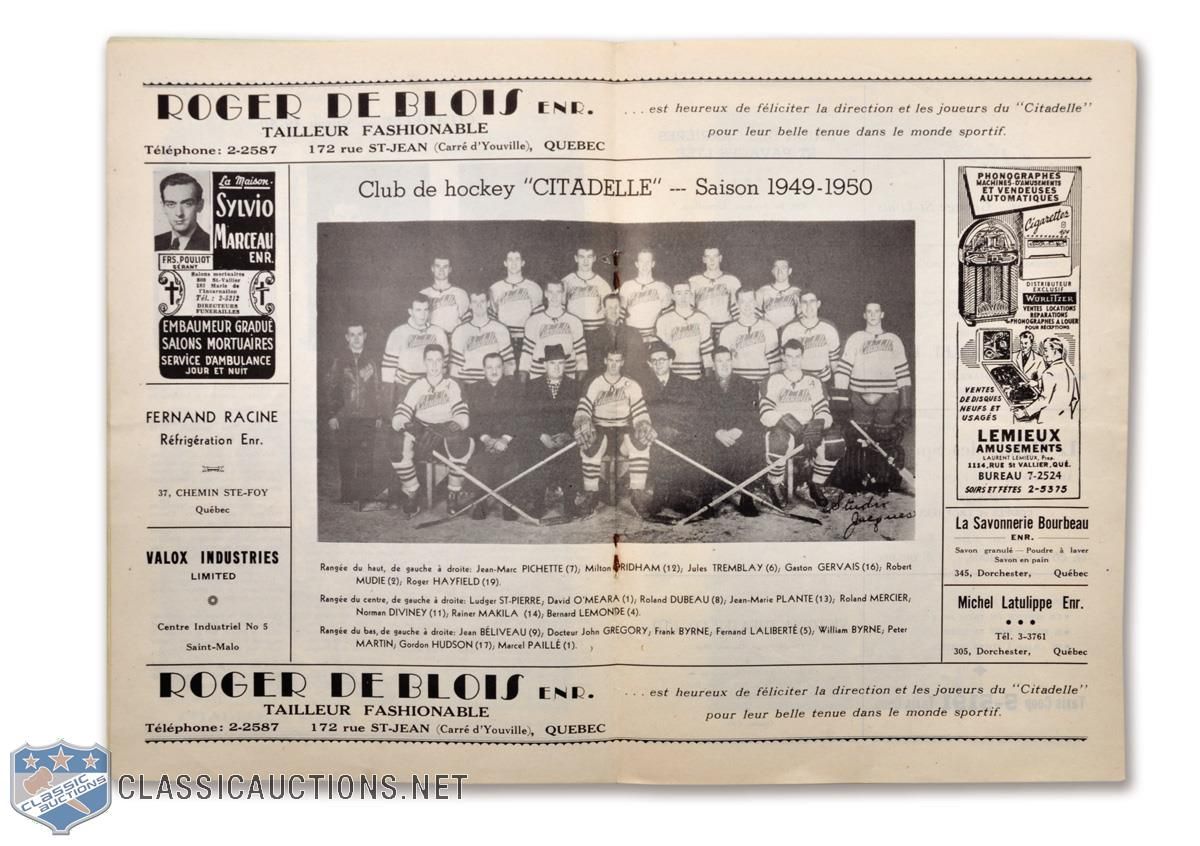 ROGER DE BLOIS ENR.
TAILLEUR FASHIONABLE
Téléphone: 2-2587 172 rue ST-JEAN (Carré d'Youville), QUEBEC
...est heureux de féliciter la direction et les joueurs du "Citadelle"
pour leur belle tenue dans le monde sportif.
La Maison
SYLVIO
MARCEAU
ENR.
FRS. POULIOT
GÉRANT
Salons mortuaires
Tél.: 2-5212
DIRECTEURS
FUNERAILLES
EMBAUMEUR GRADUÉ
SALONS MORTUAIRES
SERVICE D'AMBULANCE
JOUR ET NUIT
FERNAND RACINE
Réfrigération Enr.
37, CHEMIN STE-FOY
Québec
VALOX INDUSTRIES
LIMITED
Centre Industriel No 5
Saint-Malo
Club de hockey "CITADELLE" --- Saison 1949-1950
Studio
Jacques
Rangée du haut, de gauche à droite: Jean-Marc PICHETTE (7); Milton PRIDHAM (12); Jules TREMBLAY (6); Gaston GERVAIS (16); Robert
MUDIE (2); Roger HAYFIELD (19).
Rangée du centre, de gauche à droite: Ludger ST-PIERRE; David O'MEARA (1); Roland DUBEAU (8); Jean-Marie PLANTE (13); Roland MERCIER;
Norman DIVINEY (11); Rainer MAKILA (14); Bernard LEMONDE (4).
Rangée du bas, de gauche à droite: Jean BÉLIVEAU (9); Docteur John GREGORY; Frank BYRNE; Fernand LALIBERTÉ (5); William BYRNE; Peter
MARTIN; Gordon HUDSON (17); Marcel PAILLÉ (1).
PHONOGRAPHES
MACHINES-D'AMUSEMENTS
ET VENDEUSES
AUTOMATIQUES
Cigarettes
DISTRIBUTEUR
EXCLUSIF
WURLITZER
VENTES LOCATIONS
REPARATIONS
PHONOGRAPHES A LOUER
POUR RÉCEPTIONS
VENTES
DE DISQUES
NEUFS ET
USAGÉS
LEMIEUX
AMUSEMENTS
LAURENT LEMIEUX, Prop.
1114, RUE St VALLIER, QUÉ.
BUREAU 7-2524
SOIRS ET FÊTES 2-5375
La Savonnerie Bourbeau
ENR.
Savon granulé — Poudre à laver
Savon en pain
345, Dorchester, Québec
Michel Latulippe Enr.
Tél. 3-3761
305, Dorchester, Québec
ROGER DE BLOIS ENR.
TAILLEUR FASHIONABLE
Téléphone: 2-2587 172 rue ST-JEAN (Carré d'Youville), QUEBEC
...est heureux de féliciter la direction et les joueurs du "Citadelle"
pour leur belle tenue dans le monde sportif.
CLASSIC
AUCTIONS
CLASSICAUCTIONS.NET